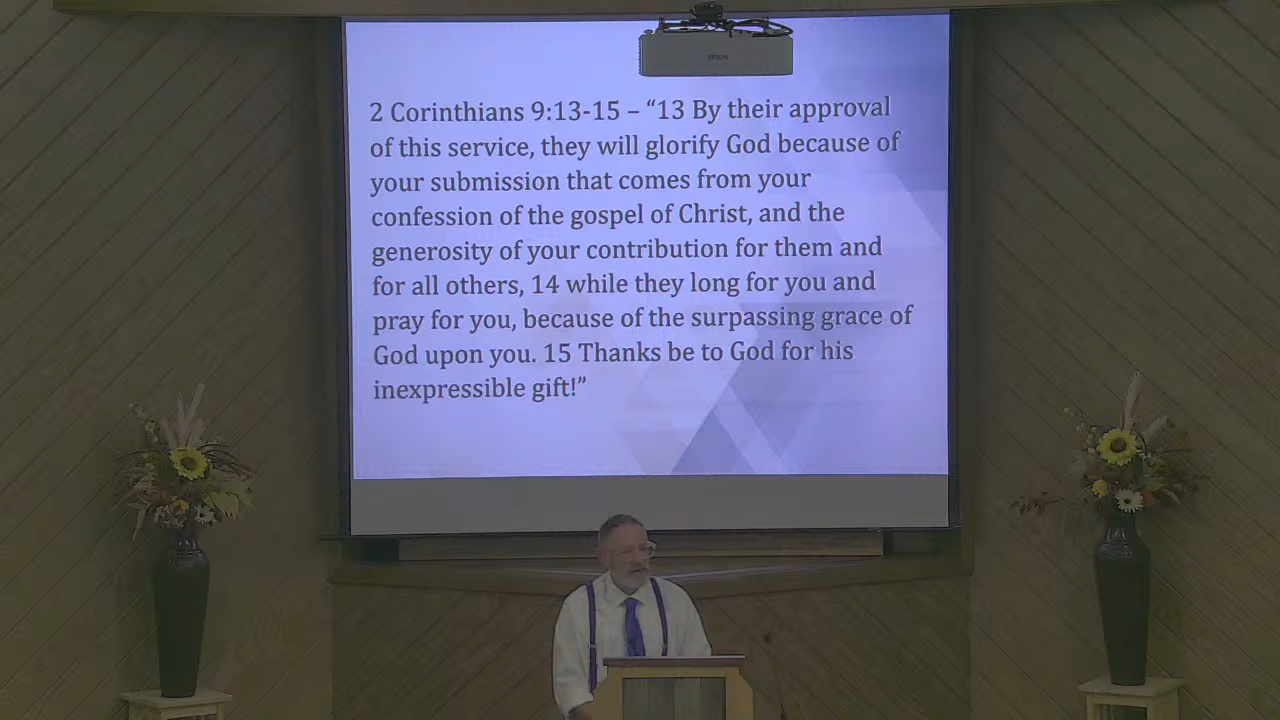 EPSON
2 Corinthians 9:13-15 – “13 By their approval
of this service, they will glorify God because of
your submission that comes from your
confession of the gospel of Christ, and the
generosity of your contribution for them and
for all others, 14 while they long for you and
pray for you, because of the surpassing grace of
God upon you. 15 Thanks be to God for his
inexpressible gift!”